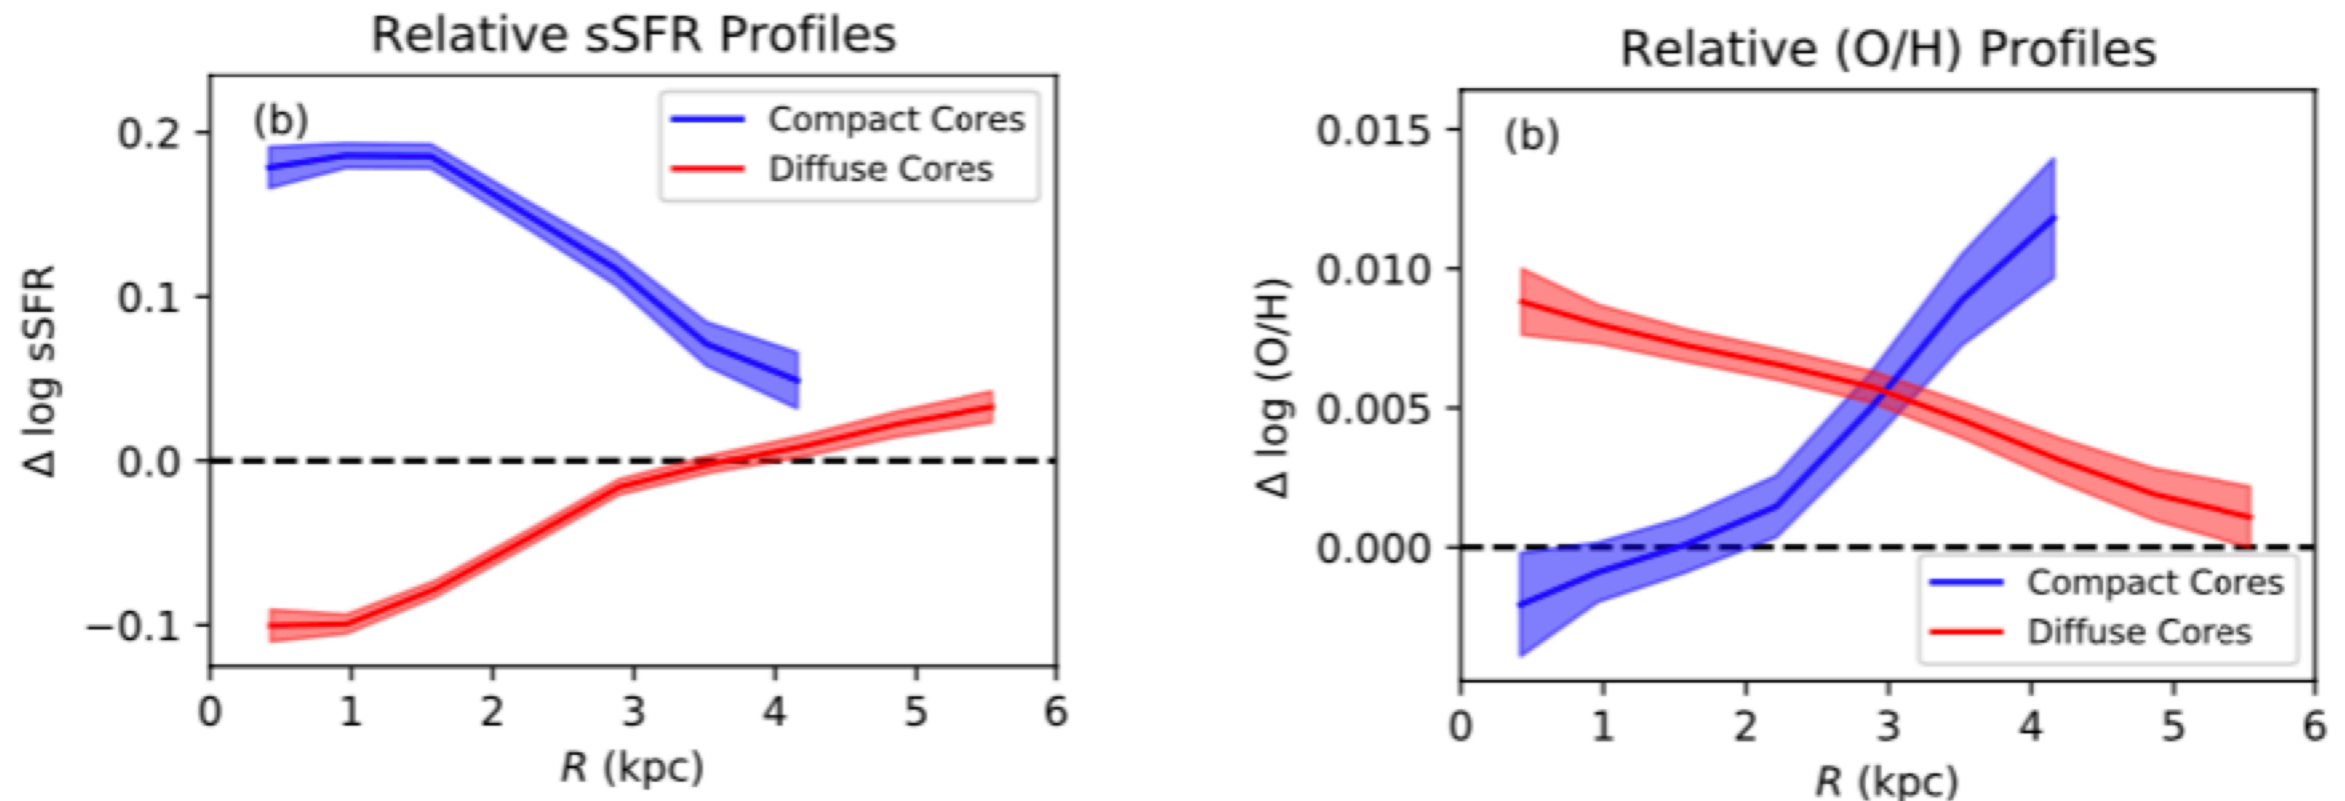 Relative sSFR Profiles
(b)
Compact Cores
Diffuse Cores
0.2
0.1
0.0
−0.1
Δ log sSFR
0 1 2 3 4 5 6
R (kpc)
Relative (O/H) Profiles
(b)
0.015
0.010
0.005
0.000
Δ log (O/H)
Compact Cores
Diffuse Cores
0 1 2 3 4 5 6
R (kpc)